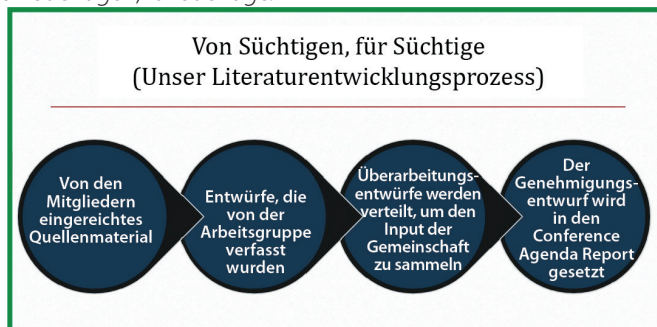 Von Süchtigen, für Süchtige
(Unser Literaturentwicklungsprozess)
Von den
Mitgliedern
eingereichtes
Quellenmaterial
Entwürfe, die
von der
Arbeitsgruppe
verfasst
wurden
Überarbeitungs-
entwürfe werden
verteilt, um den
Input der
Gemeinschaft
zu sammeln
Der
Genehmigungs-
entwurf wird
in den
Conference
Agenda Report
gesetzt